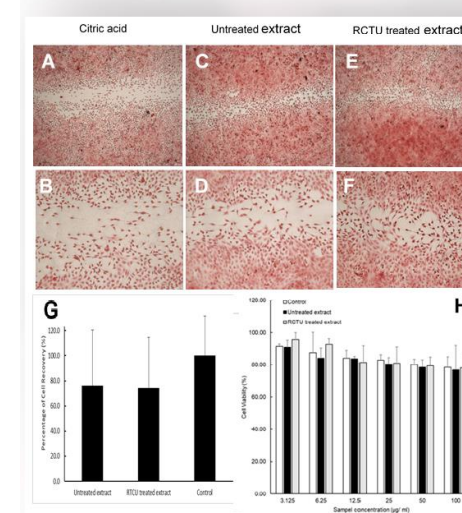 Citric acid Untreated extract RCTU treated extract
A C E
B D F
G
Percentage of Cell Recovery (%)
120.0
100.0
80.0
60.0
40.0
20.0
0.0
Untreated extract RTCU treated extract Control
H
Control
Untreated extract
RCTU treated extract
Cell Viability (%)
120.00
100.00
80.00
60.00
40.00
20.00
0.00
3.125 6.25 12.5 25 50 100
Sampel concentration (µg/ ml)